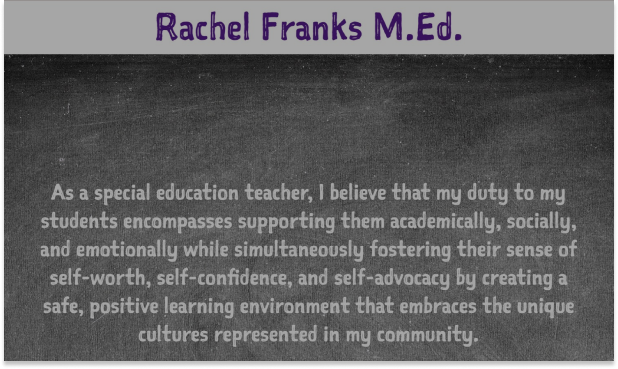 Rachel Franks M.Ed.
As a special education teacher, I believe that my duty to my
students encompasses supporting them academically, socially,
and emotionally while simultaneously fostering their sense of
self-worth, self-confidence, and self-advocacy by creating a
safe, positive learning environment that embraces the unique
cultures represented in my community.